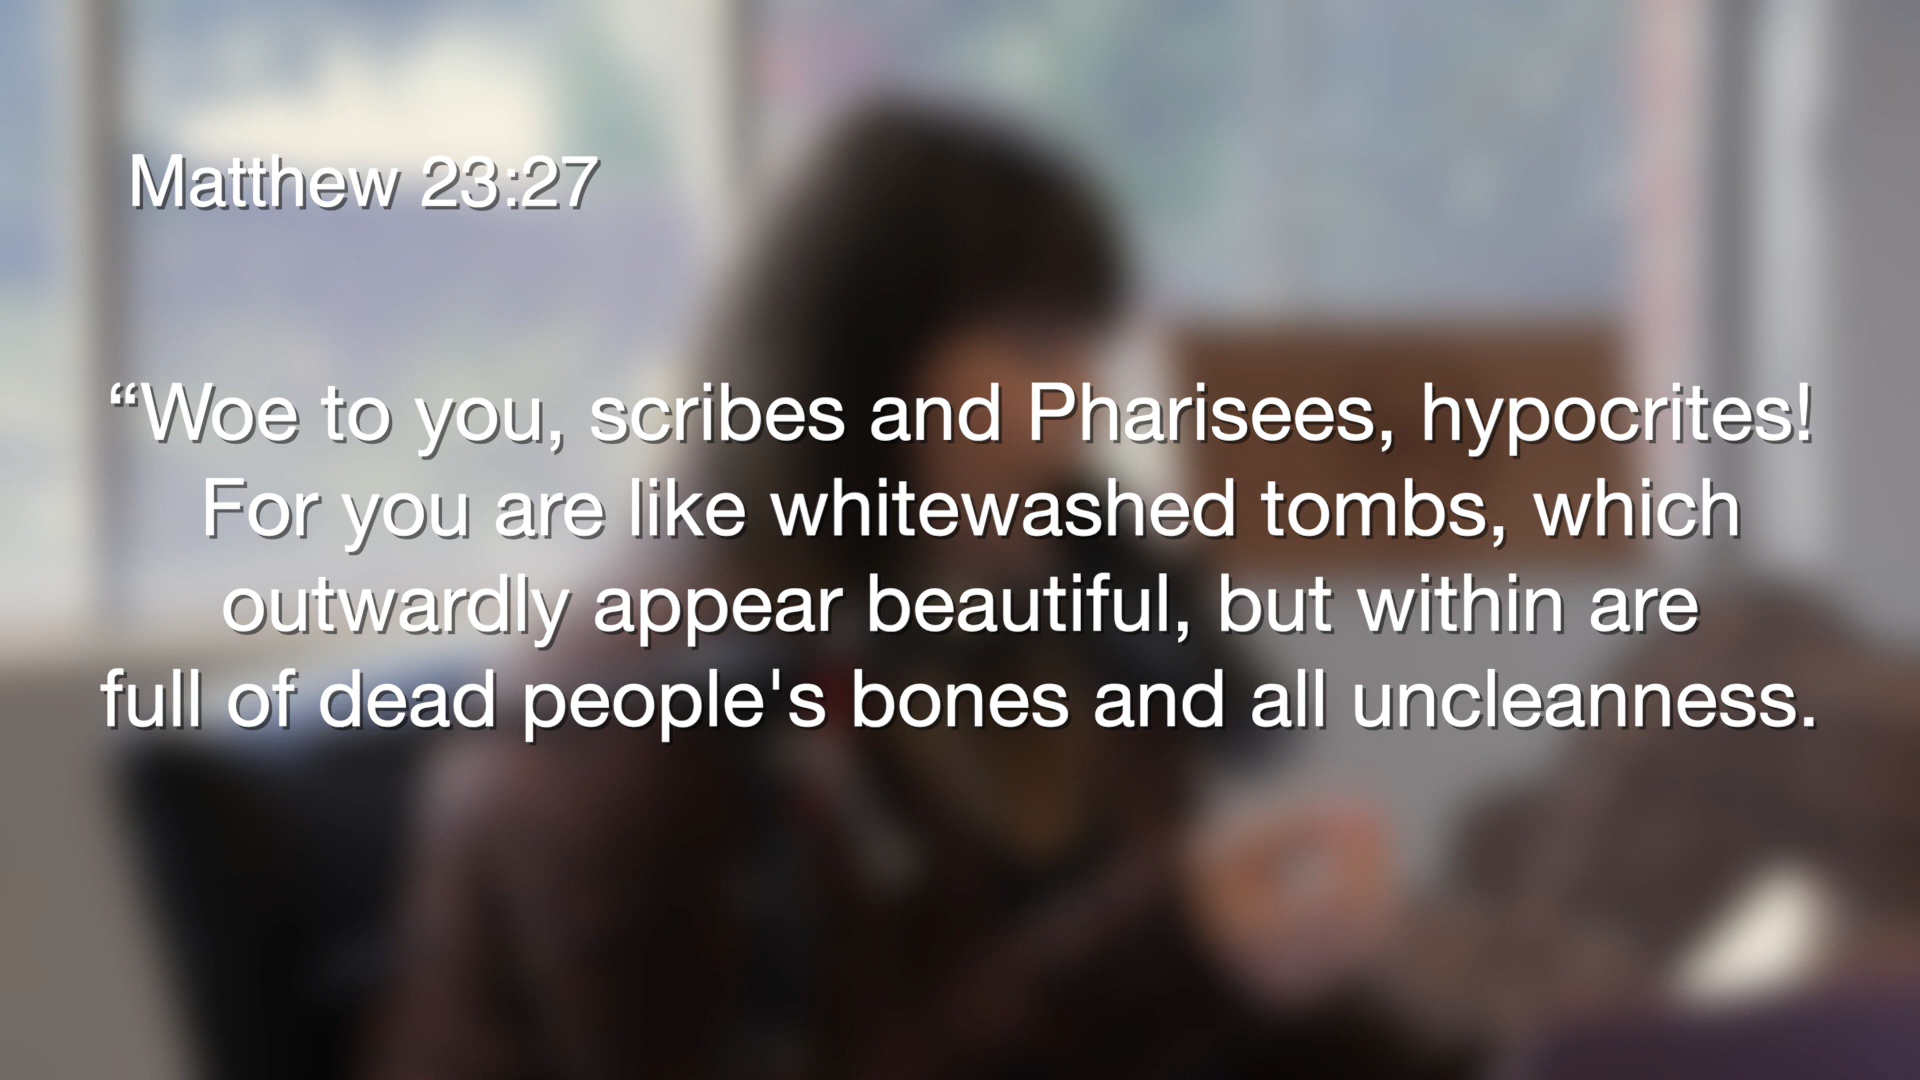 Matthew 23:27
“Woe to you, scribes and Pharisees, hypocrites!
For you are like whitewashed tombs, which
outwardly appear beautiful, but within are
full of dead people's bones and all uncleanness.